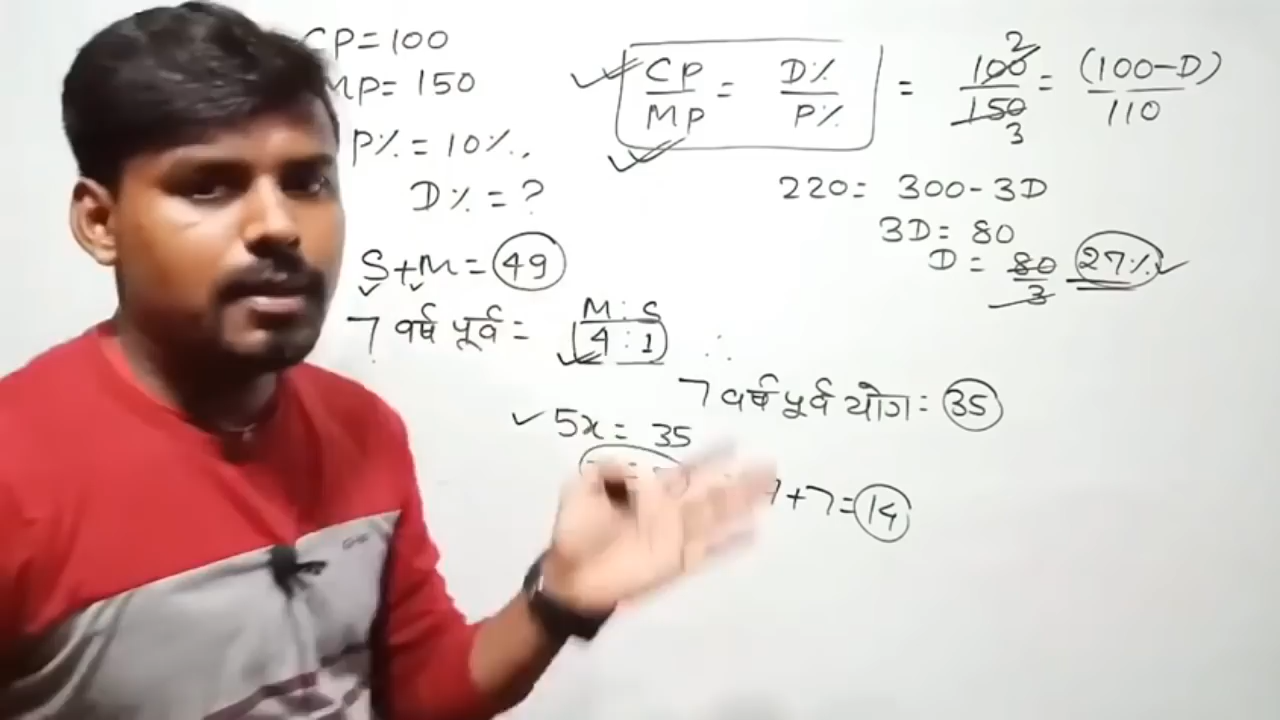 CP=100
MP= 150
P% = 10%.
D% = ?
CP/MP = D%/P% = 100/150 = (100-D)/110
2
3
220= 300-3D
3D= 80
D = 80/3 27%
S+M = 49
7 वर्ष पूर्व =
M : S
4 : 1
∴
7 वर्ष पूर्व योग= 35
5x = 35
+7= 14